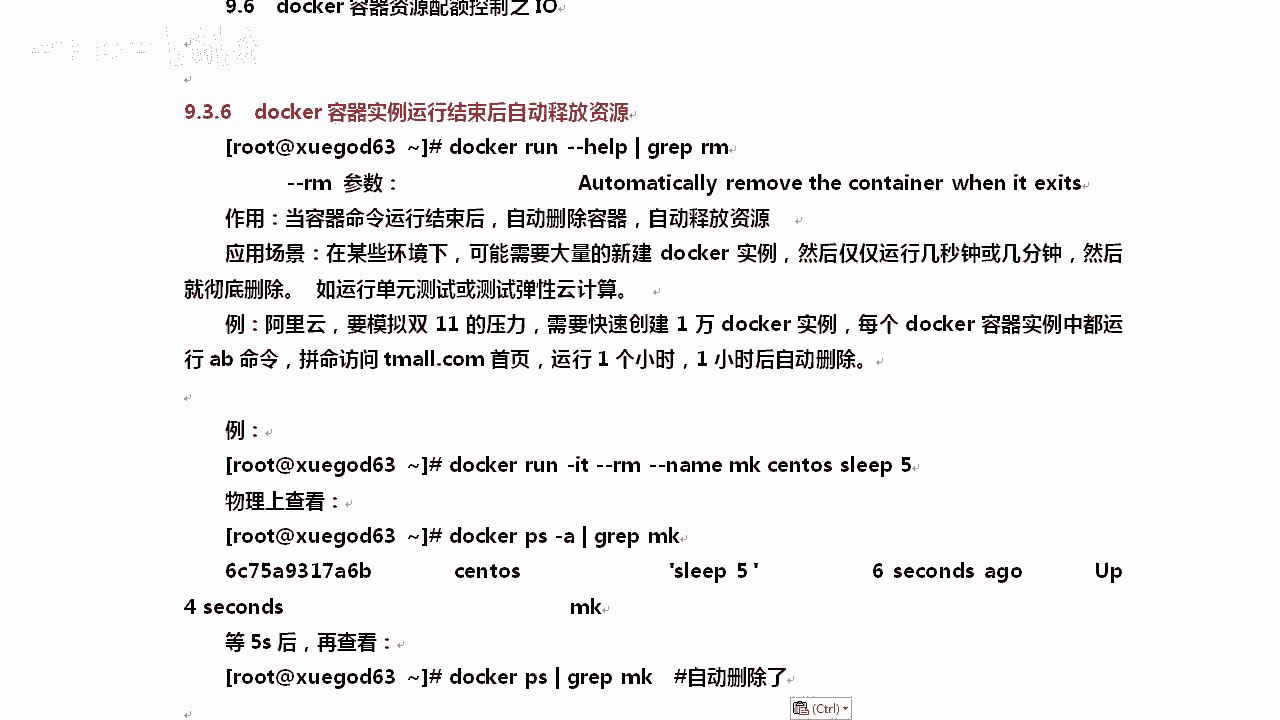 9.6 docker 容器资源配额控制之 IO
9.3.6 docker 容器实例运行结束后自动释放资源
[root@xuegod63 ~]# docker run --help | grep rm
--rm 参数： Automatically remove the container when it exits
作用：当容器命令运行结束后，自动删除容器，自动释放资源
应用场景：在某些环境下，可能需要大量的新建 docker 实例，然后仅仅运行几秒钟或几分钟，然后
就彻底删除。 如运行单元测试或测试弹性云计算。
例：阿里云，要模拟双 11 的压力，需要快速创建 1 万 docker 实例，每个 docker 容器实例中都运
行 ab 命令，拼命访问 tmall.com 首页，运行 1 个小时，1 小时后自动删除。
例：
[root@xuegod63 ~]# docker run -it --rm --name mk centos sleep 5
物理上查看：
[root@xuegod63 ~]# docker ps -a | grep mk
6c75a9317a6b centos 'sleep 5 ' 6 seconds ago Up
4 seconds mk
等 5s 后，再查看：
[root@xuegod63 ~]# docker ps | grep mk #自动删除了
(Ctrl)